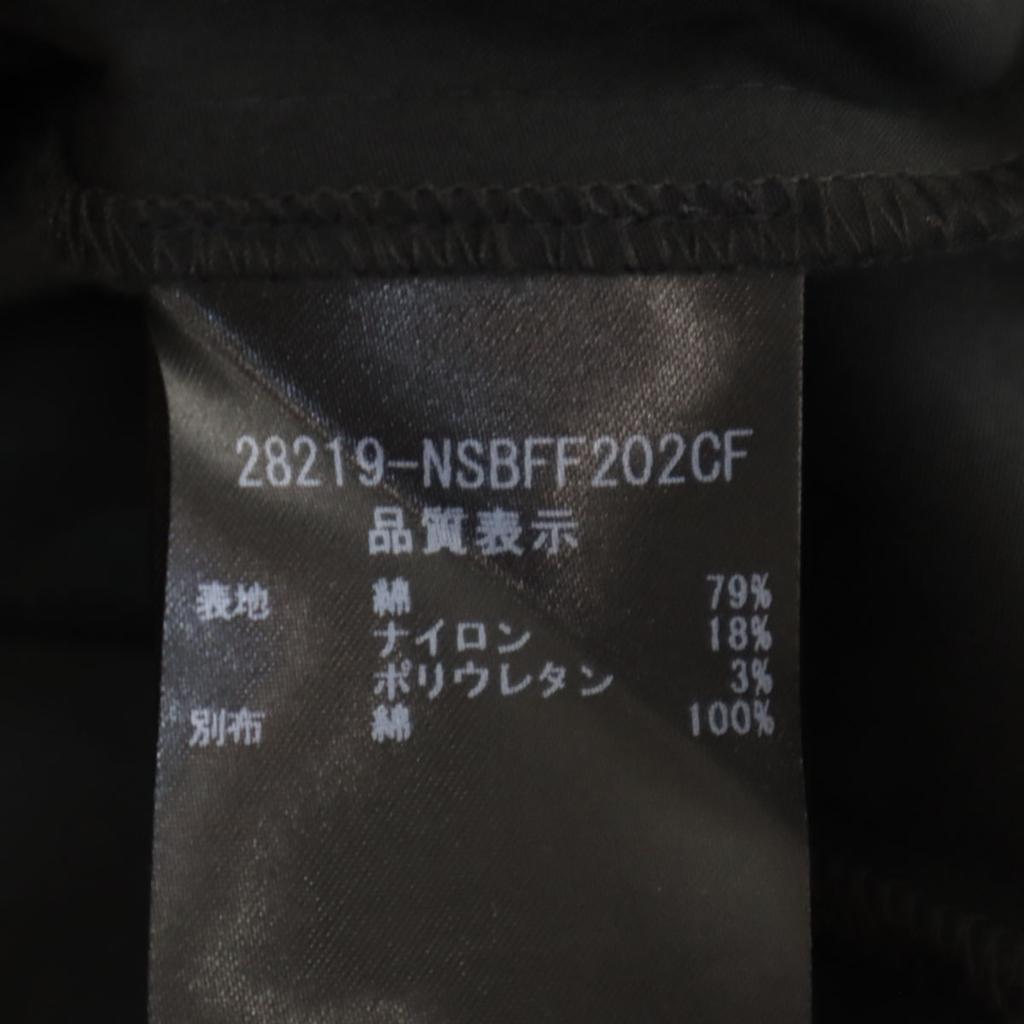 28219-NSBFF202CF
品質表示
表地 綿 79%
ナイロン 18%
ポリウレタン 3%
別布 綿 100%